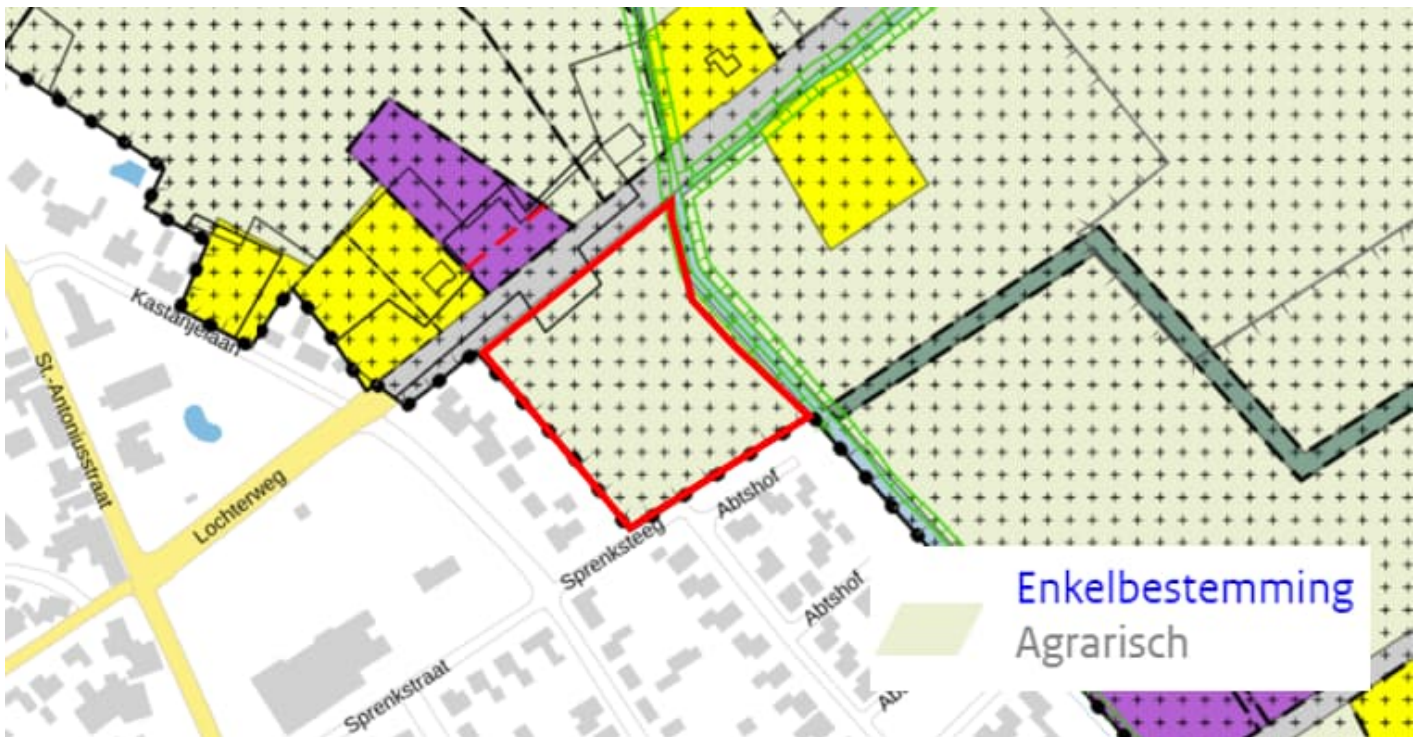 Kastanjelaan
St.-Antoniusstraat
Lochterweg
Abtshof
Sprenksteeg
Abtshof
Sprenkstraat
Enkelbestemming
Agrarisch